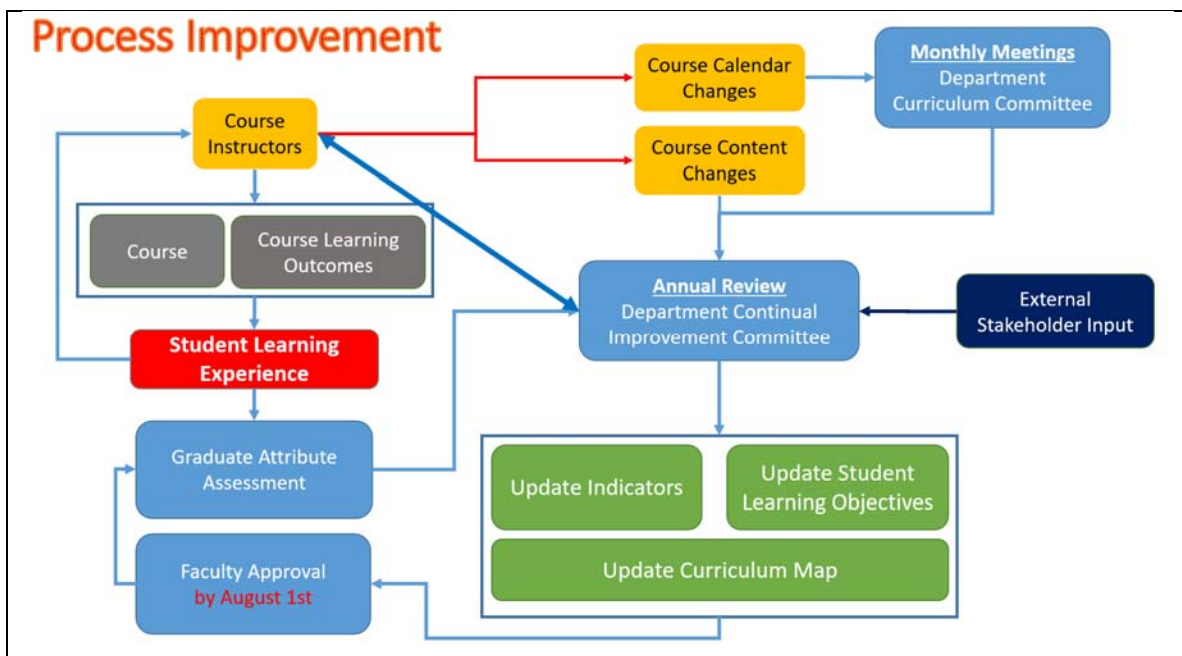 Process Improvement
Course Calendar
Changes
Monthly Meetings
Department
Curriculum Committee
Course
Instructors
Course Content
Changes
Course
Course Learning
Outcomes
Annual Review
Department Continual
Improvement Committee
External
Stakeholder Input
Student Learning
Experience
Graduate Attribute
Assessment
Update Indicators
Update Student
Learning Objectives
Update Curriculum Map
Faculty Approval
by August 1st